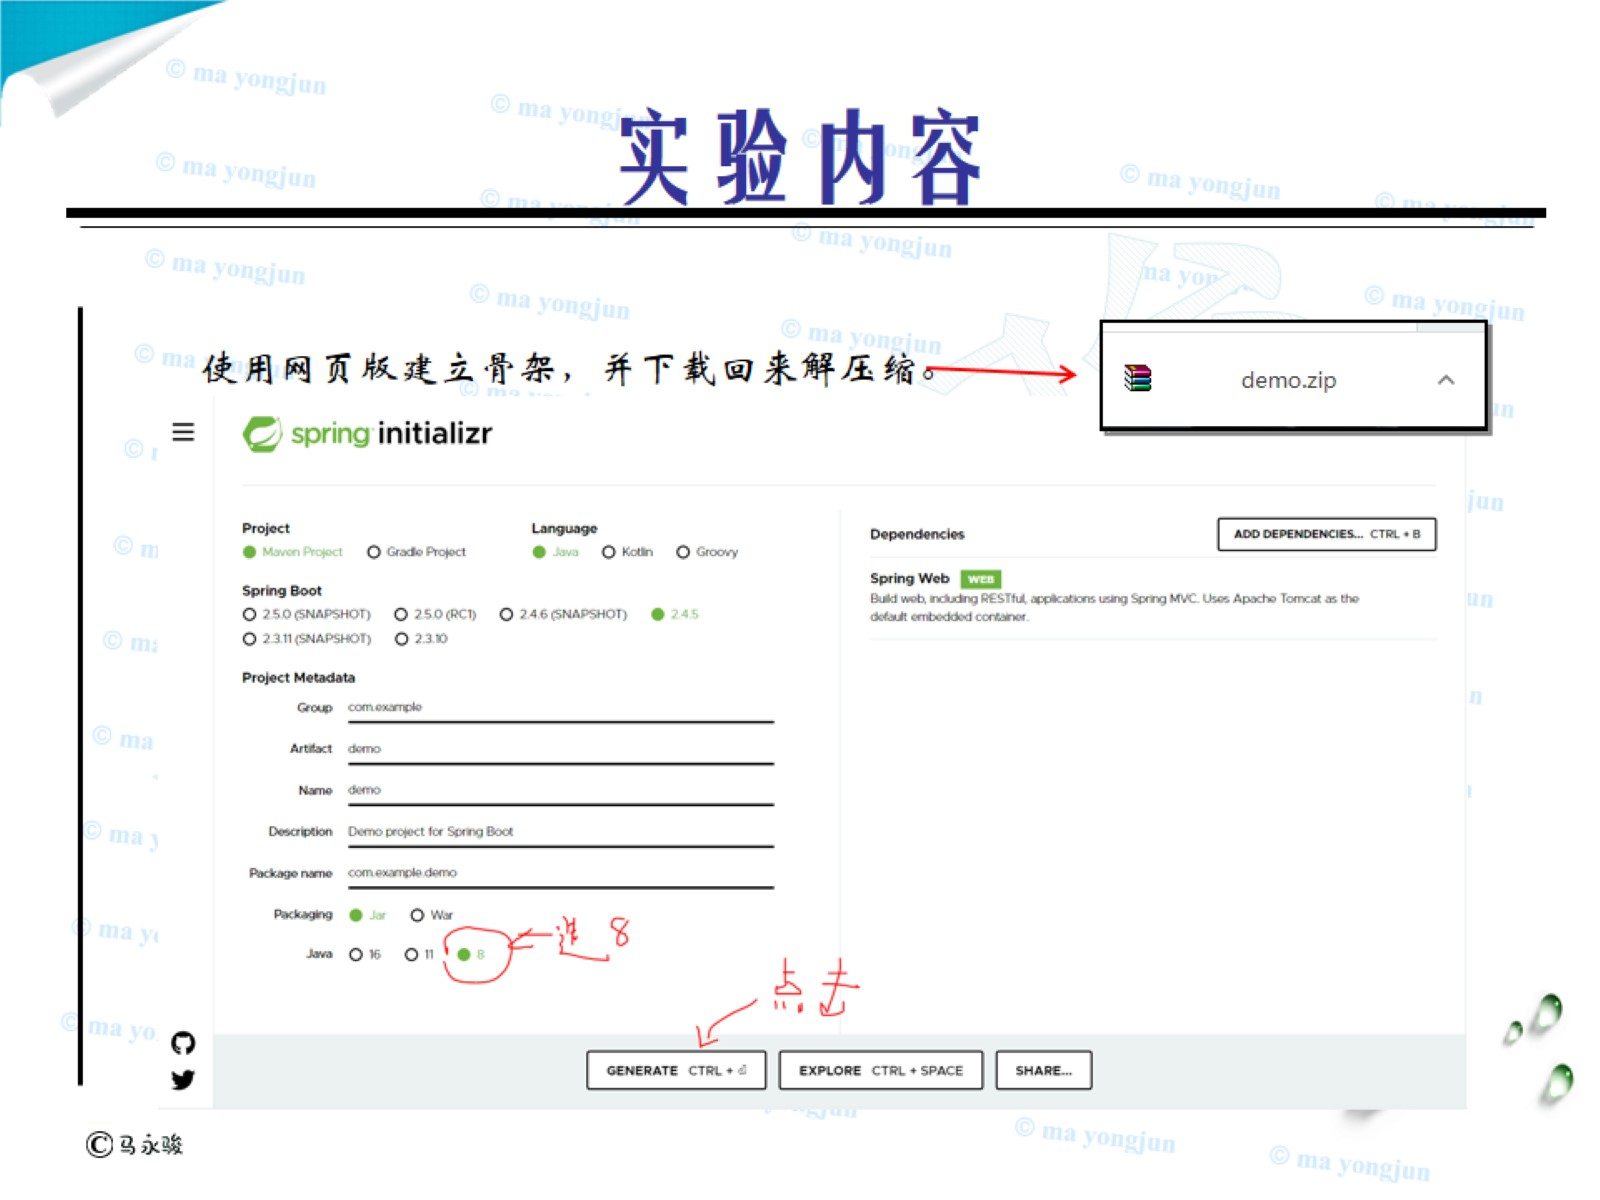 实验内容
使用网页版建立骨架，并下载回来解压缩。
demo.zip
spring initializr
Project
Maven Project Gradle Project
Language
Java Kotlin Groovy
Spring Boot
2.5.0 (SNAPSHOT) 2.5.0 (RC1) 2.4.6 (SNAPSHOT) 2.4.5
2.3.11 (SNAPSHOT) 2.3.10
Project Metadata
Group com.example
Artifact demo
Name demo
Description Demo project for Spring Boot
Package name com.example.demo
Packaging Jar War
Java 16 11 8
选 8
点击
Dependencies
ADD DEPENDENCIES... CTRL + B
Spring Web WEB
Build web, including RESTful, applications using Spring MVC. Uses Apache Tomcat as the
default embedded container.
GENERATE CTRL + ⏎
EXPLORE CTRL + SPACE
SHARE...
©马永骏
© ma yongjun